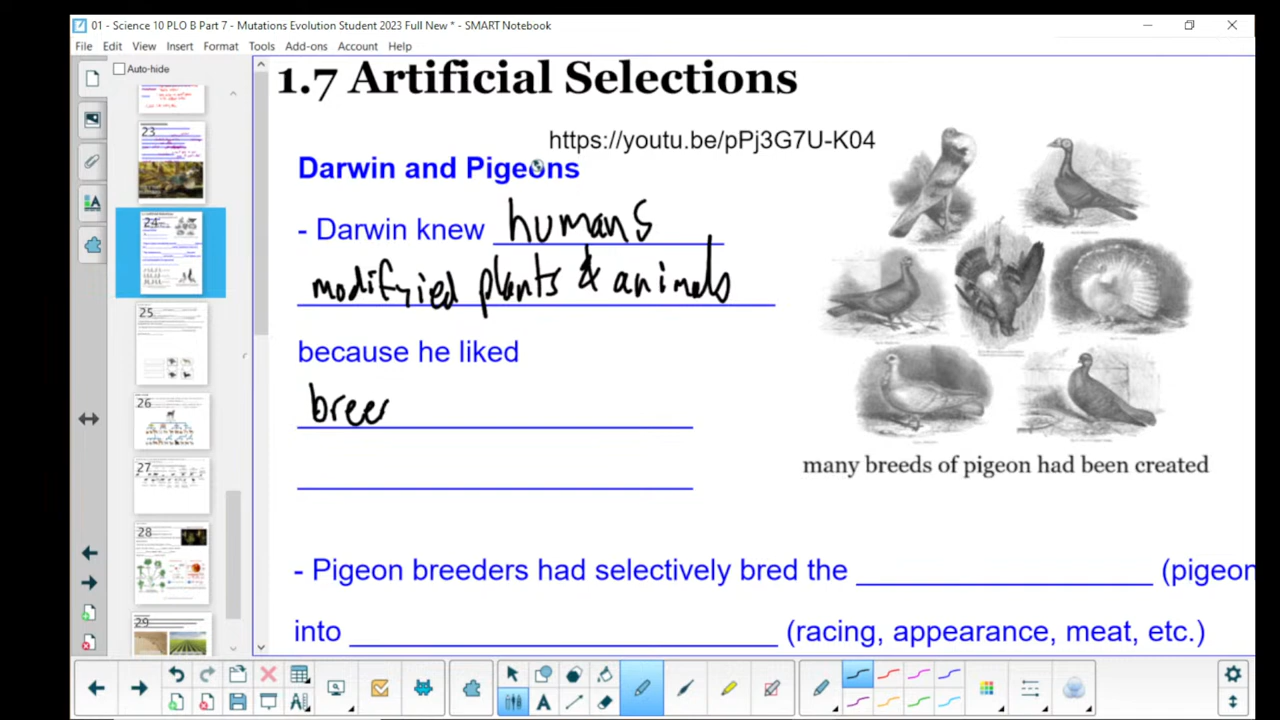 01 - Science 10 PLO B Part 7 - Mutations Evolution Student 2023 Full New * - SMART Notebook
File Edit View Insert Format Tools Add-ons Account Help
Auto-hide
23
24
25
26
27
28
29
1.7 Artificial Selections
https://youtu.be/pPj3G7U-K04
Darwin and Pigeons
- Darwin knew humans
modifyied plants & animals
because he liked
breed
many breeds of pigeon had been created
- Pigeon breeders had selectively bred the ________________ (pigeon
into ______________________ (racing, appearance, meat, etc.)